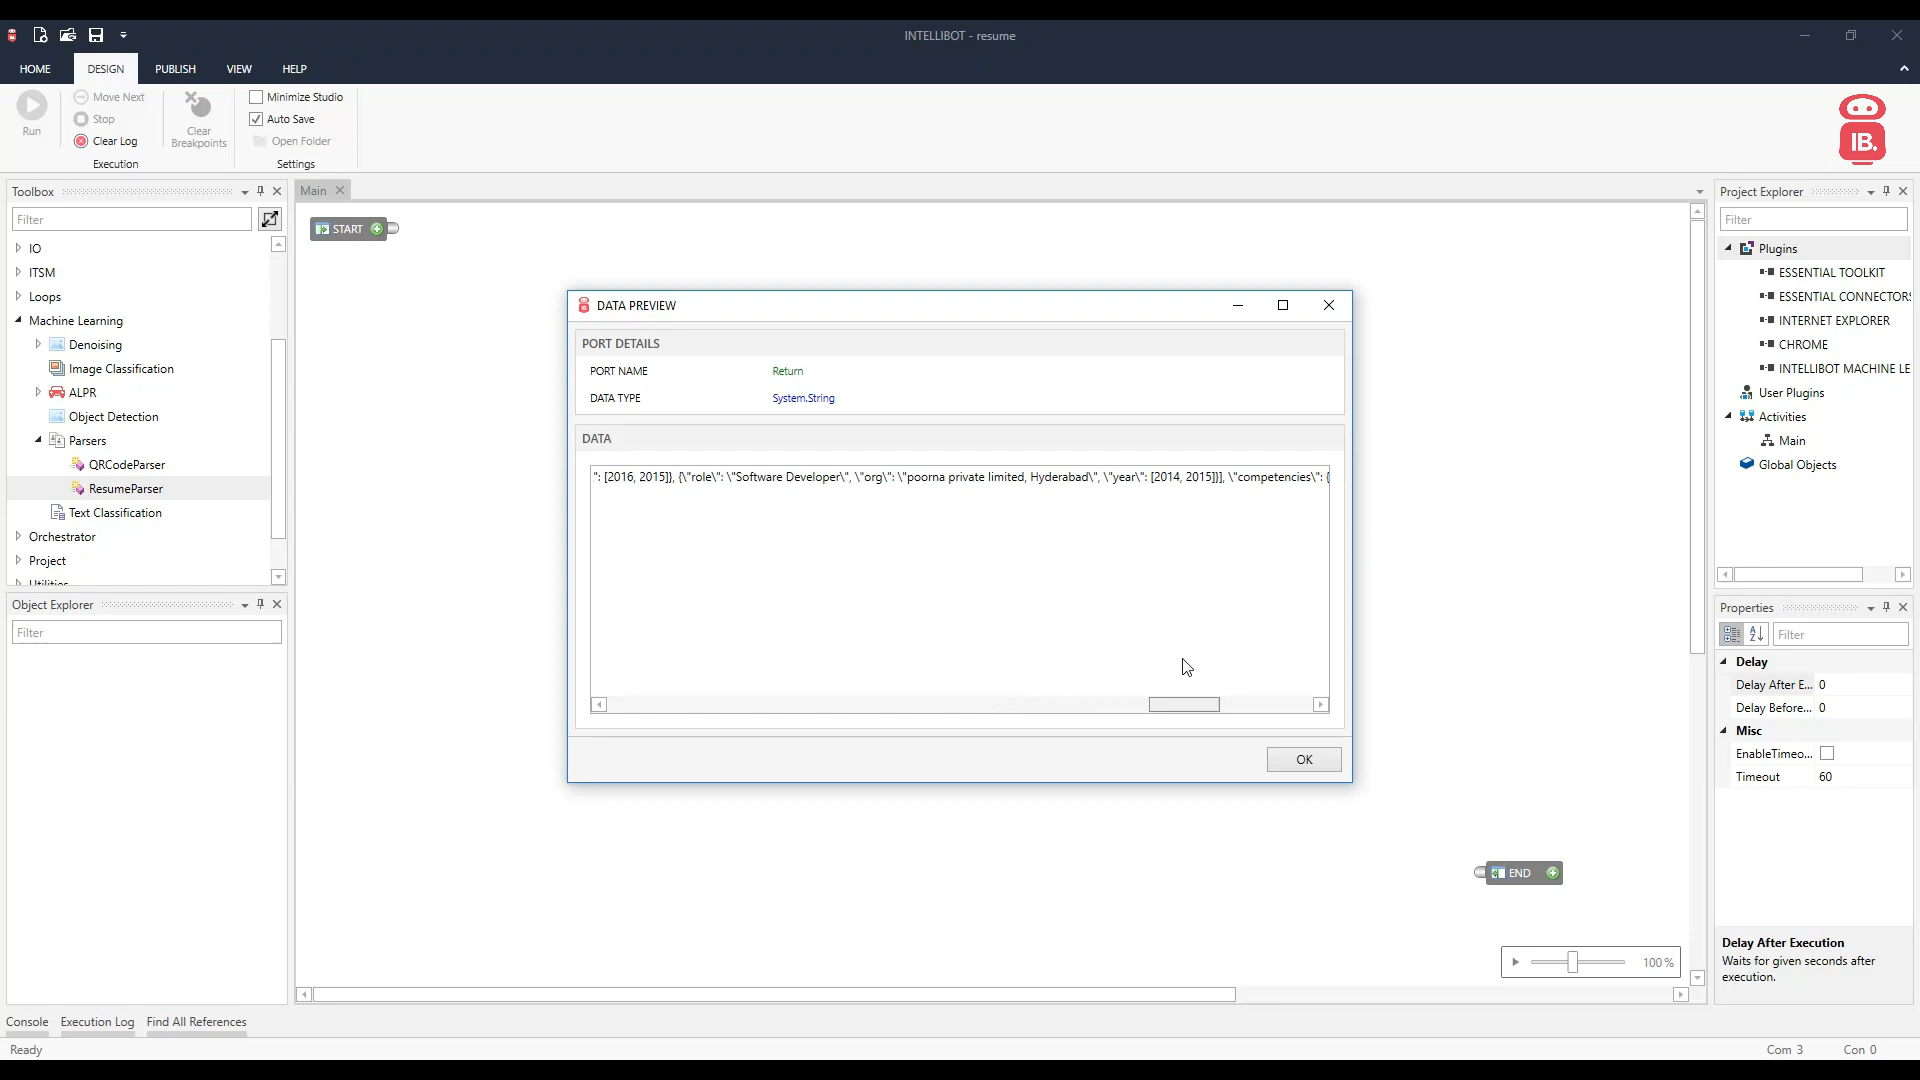 INTELLIBOT - resume
HOME
DESIGN
PUBLISH
VIEW
HELP
Run
Move Next
Stop
Clear Log
Execution
Clear
Breakpoints
Minimize Studio
Auto Save
Open Folder
Settings
IB.
Toolbox
Filter
IO
ITSM
Loops
Machine Learning
Denoising
Image Classification
ALPR
Object Detection
Parsers
QRCodeParser
ResumeParser
Text Classification
Orchestrator
Project
Utilities
Object Explorer
Filter
Main
START
DATA PREVIEW
PORT DETAILS
PORT NAME Return
DATA TYPE System.String
DATA
": [2016, 2015]}, {\"role\": \"Software Developer\", \"org\": \"poorna private limited, Hyderabad\", \"year\": [2014, 2015]}], \"competencies\": {
OK
END
100 %
Project Explorer
Filter
Plugins
ESSENTIAL TOOLKIT
ESSENTIAL CONNECTORS
INTERNET EXPLORER
CHROME
INTELLIBOT MACHINE LE
User Plugins
Activities
Main
Global Objects
Properties
Filter
Delay
Delay After E... 0
Delay Before... 0
Misc
EnableTimeo...
Timeout 60
Delay After Execution
Waits for given seconds after
execution.
Console
Execution Log
Find All References
Ready
Com 3
Con 0